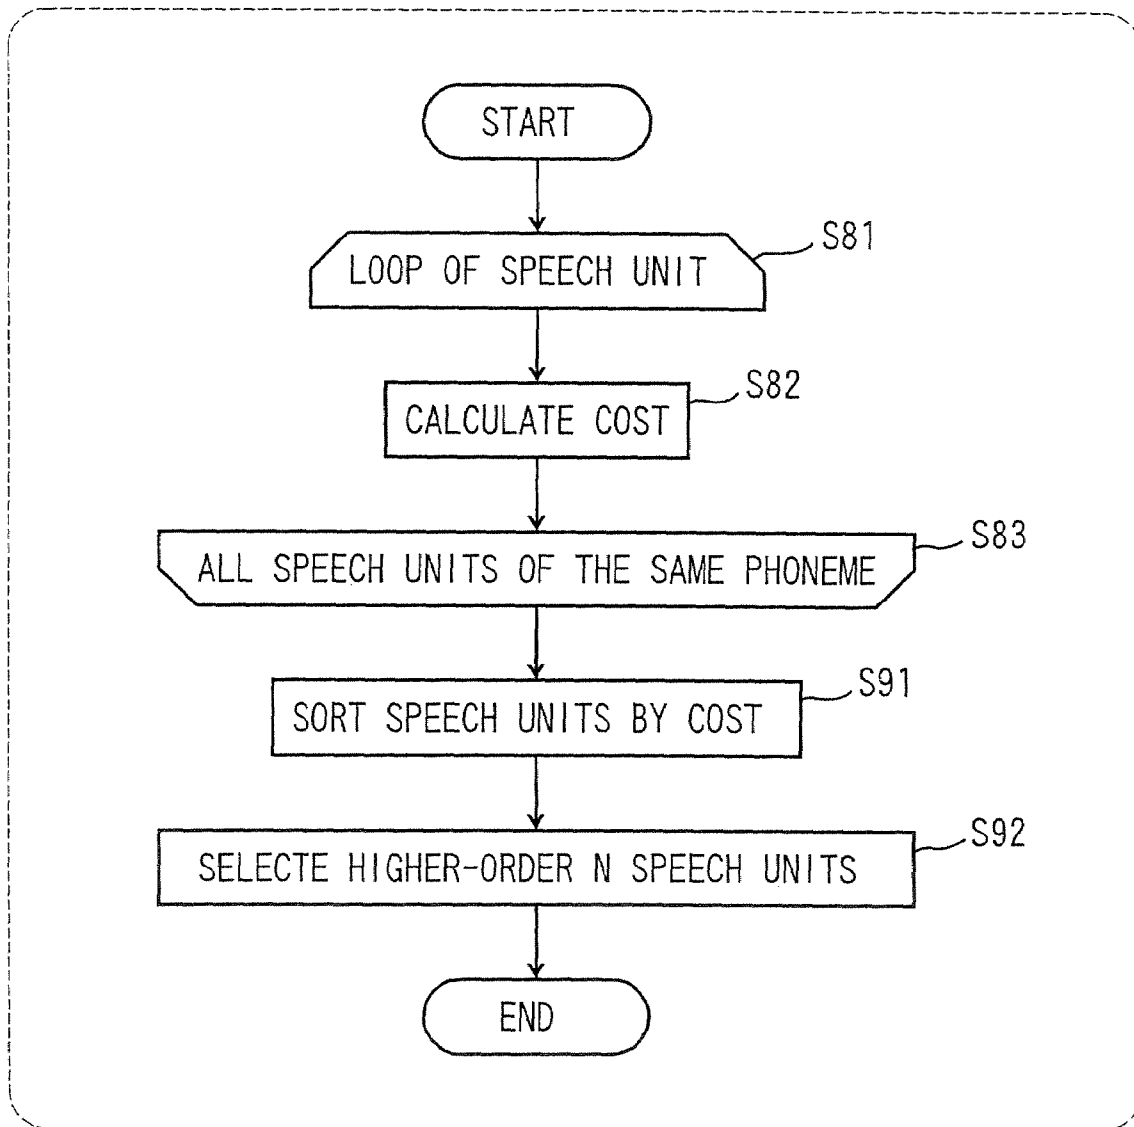 START
LOOP OF SPEECH UNIT
S81
CALCULATE COST
S82
ALL SPEECH UNITS OF THE SAME PHONEME
S83
SORT SPEECH UNITS BY COST
S91
SELECTE HIGHER-ORDER N SPEECH UNITS
S92
END